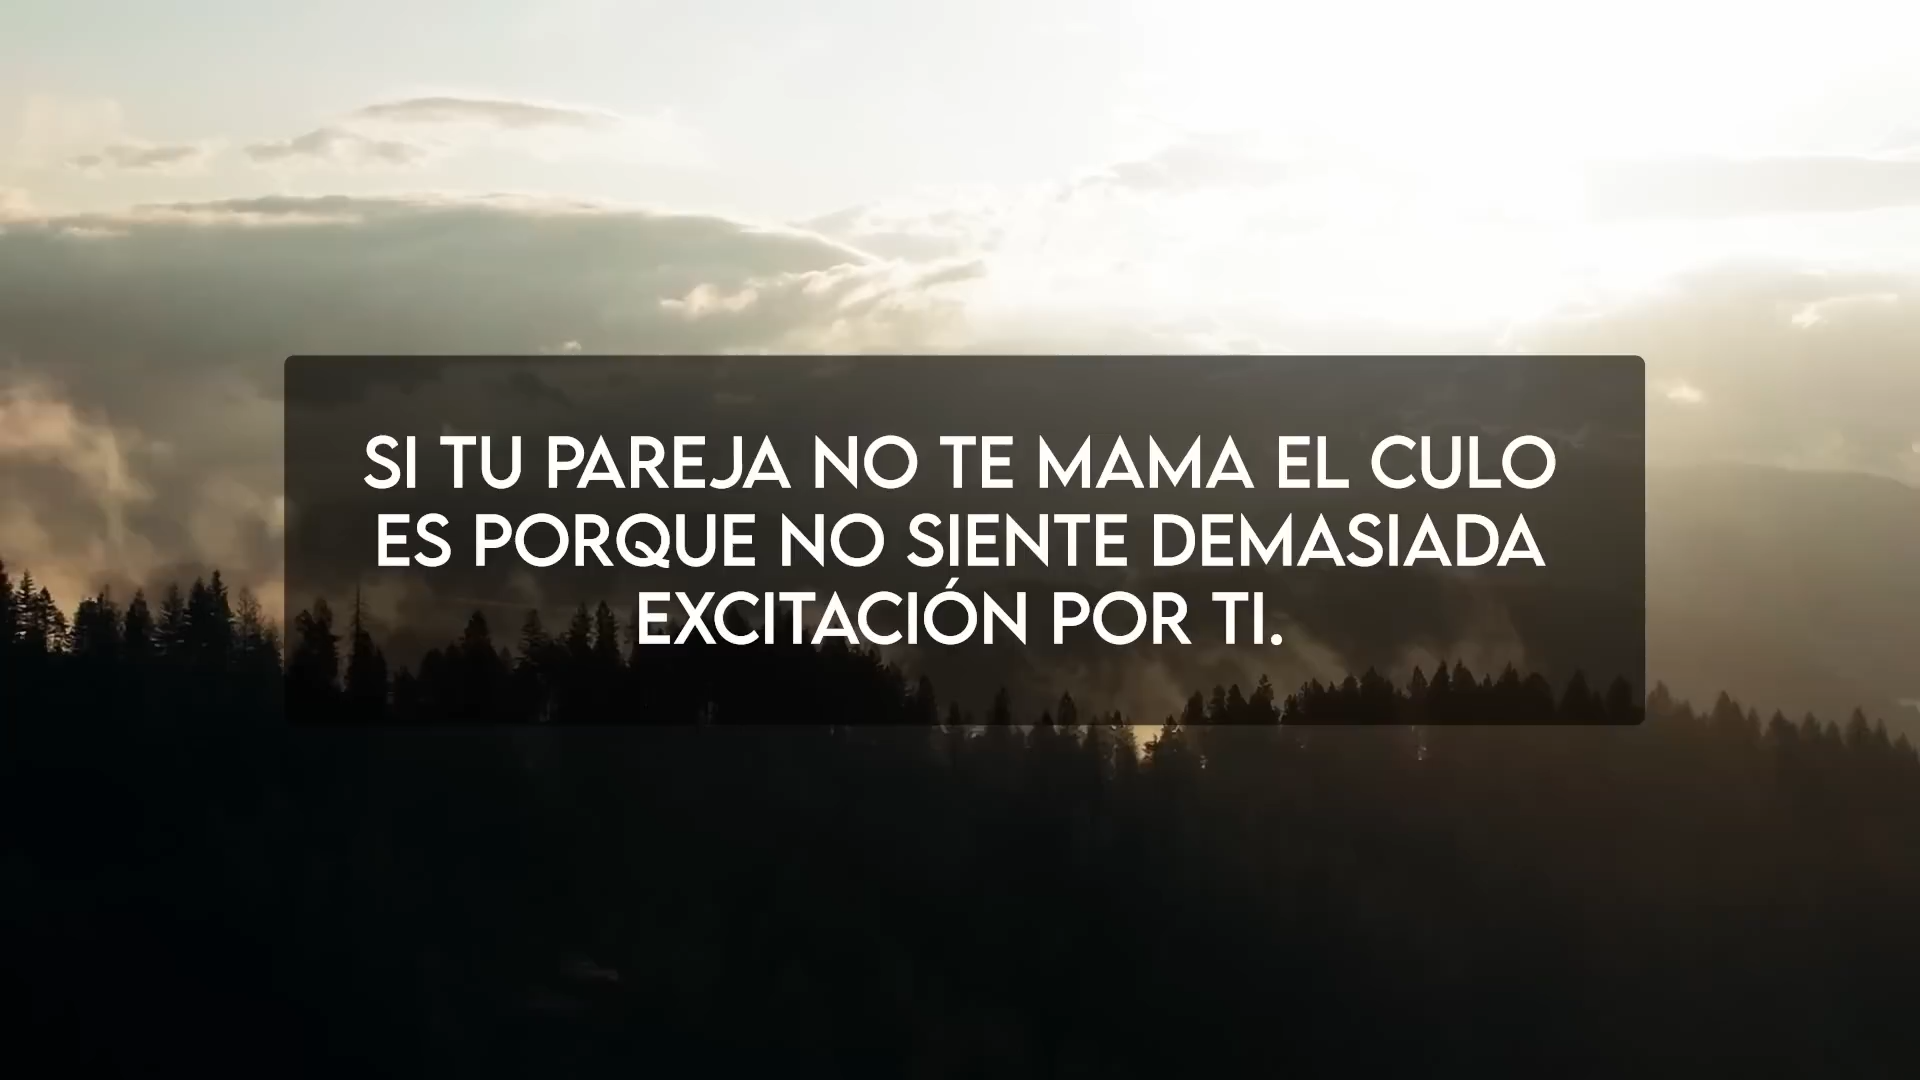 SI TU PAREJA NO TE MAMA EL CULO
ES PORQUE NO SIENTE DEMASIADA
EXCITACIÓN POR TI.